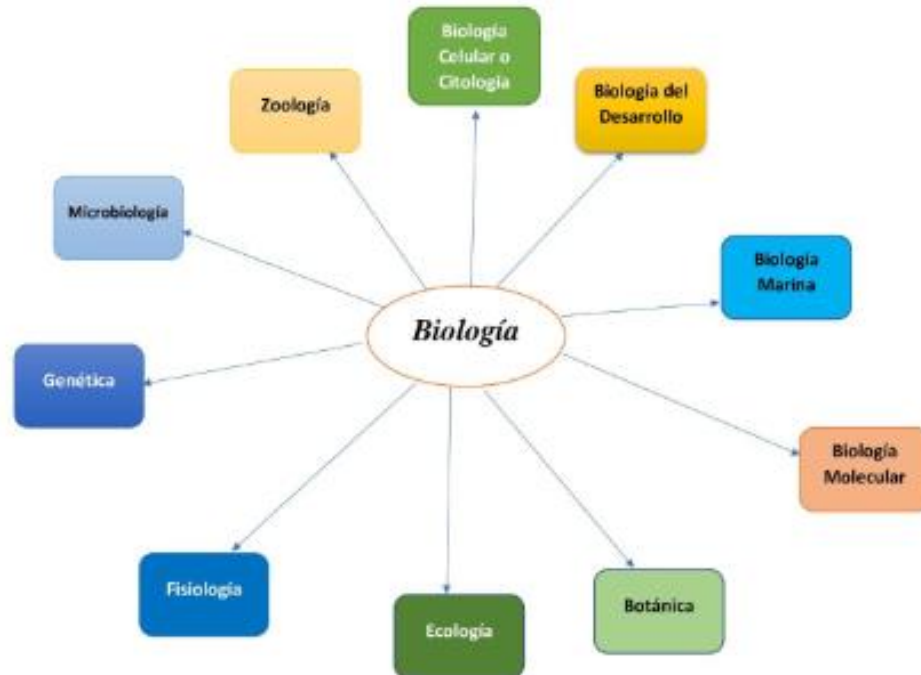 Biología
Celular o
Citología
Zoología
Biología del
Desarrollo
Microbiología
Biología
Marina
Biología
Genética
Biología
Molecular
Fisiología
Ecología
Botánica